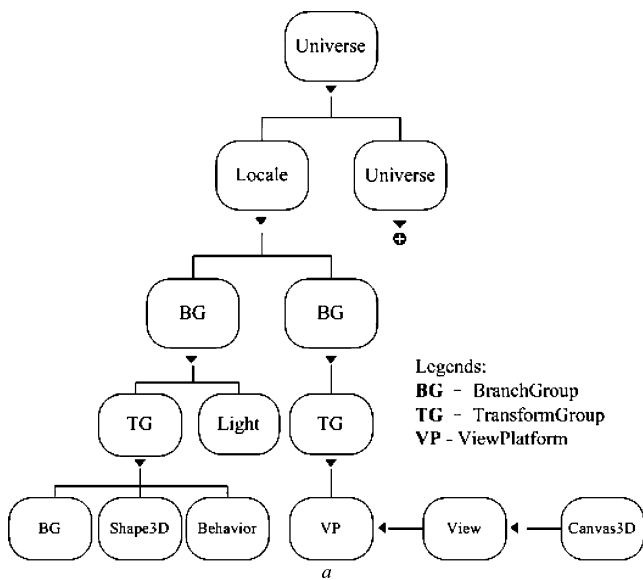 Universe
Locale
Universe
BG
BG
Legends:
BG - BranchGroup
TG - TransformGroup
VP - ViewPlatform
TG
Light
TG
BG
Shape3D
Behavior
VP
View
Canvas3D
a